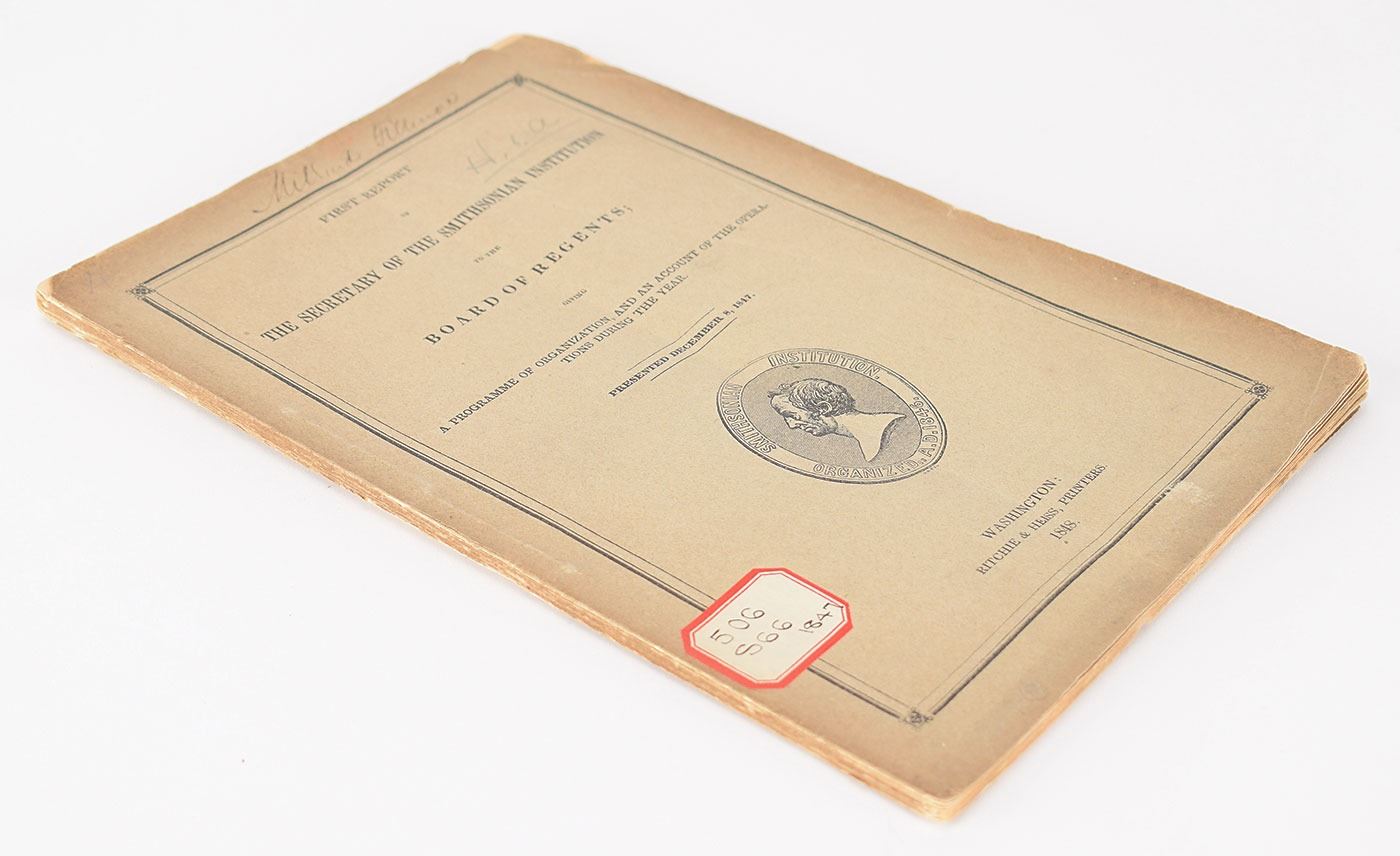 H. S. A.
FIRST REPORT
OF
THE SECRETARY OF THE SMITHSONIAN INSTITUTION
TO THE
BOARD OF REGENTS;
GIVING
A PROGRAMME OF ORGANIZATION, AND AN ACCOUNT OF THE OPERA-
TIONS DURING THE YEAR.
PRESENTED DECEMBER 8, 1847.
SMITHSONIAN INSTITUTION.
ORGANIZED, A.D. 1846.
WASHINGTON:
RITCHIE & HEISS, PRINTERS.
1848.
506
S66
1847